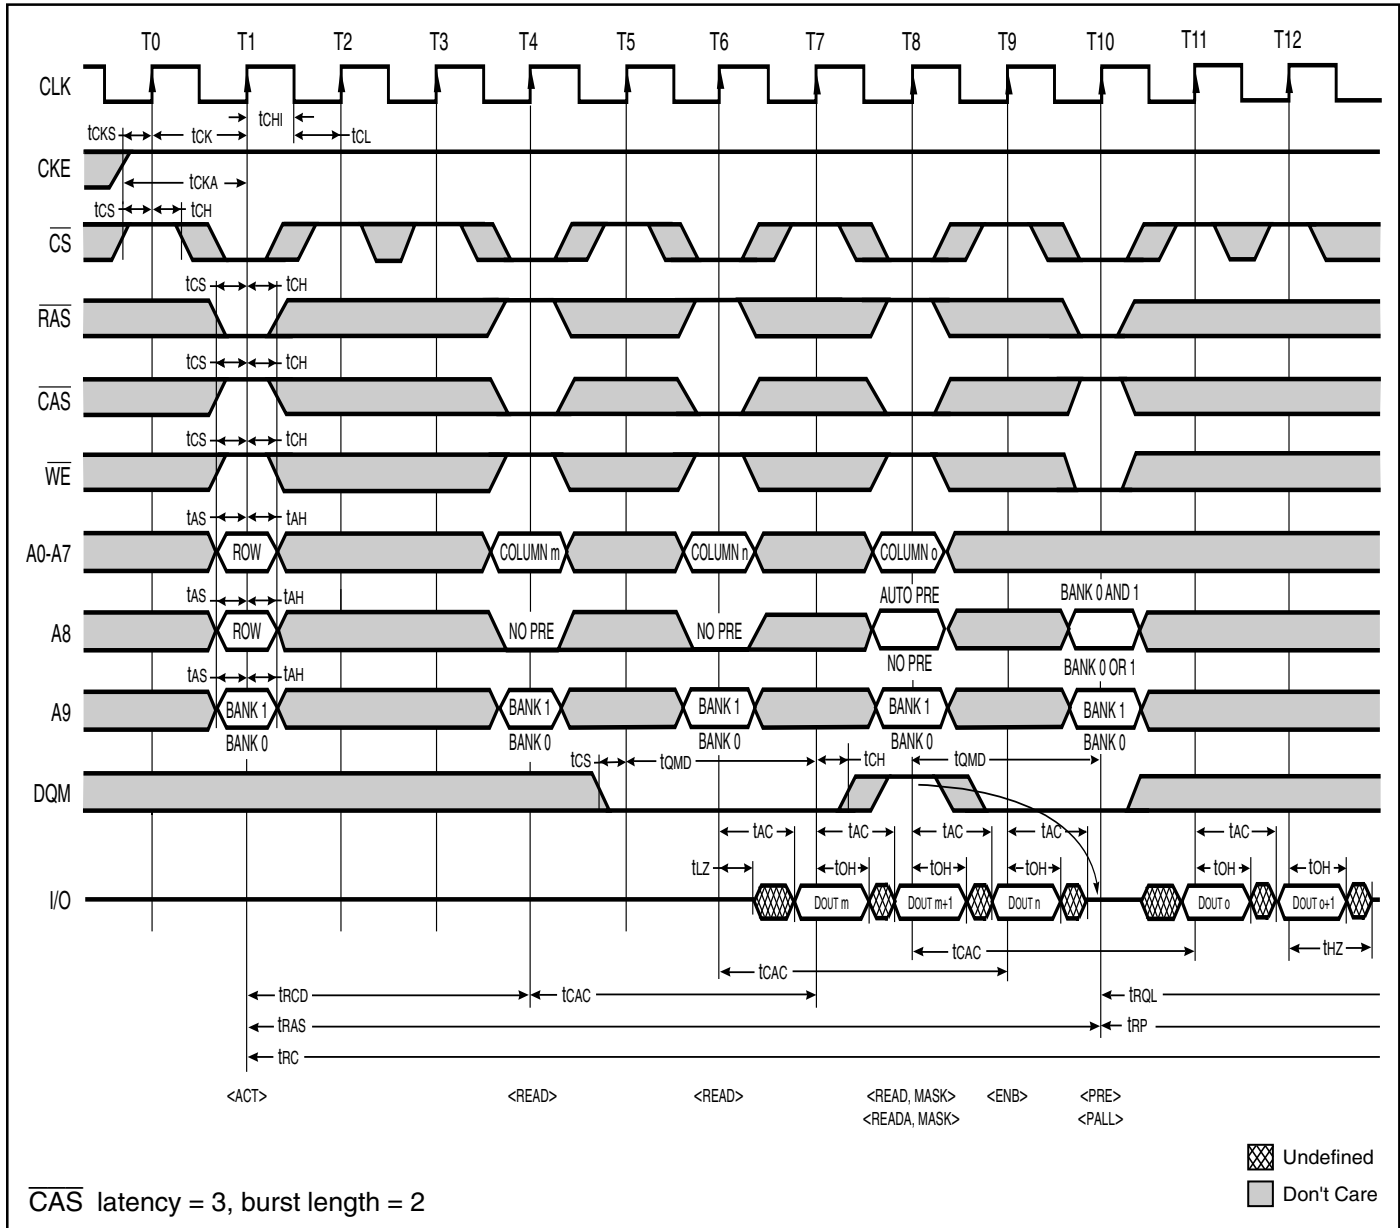 T0 T1 T2 T3 T4 T5 T6 T7 T8 T9 T10 T11 T12
CLK
tCHI
tCKS tCK tCL
CKE
tCKA
tCS tCH
CS
tCS tCH
RAS
tCS tCH
CAS
tCS tCH
WE
tAS tAH
A0-A7 ROW COLUMN m COLUMN n COLUMN o
tAS tAH AUTO PRE BANK 0 AND 1
A8 ROW NO PRE NO PRE
tAS tAH NO PRE BANK 0 OR 1
A9 BANK 1 BANK 1 BANK 1 BANK 1 BANK 1
BANK 0 BANK 0 BANK 0 BANK 0 BANK 0
tCS tQMD tCH tQMD
DQM
tAC tAC tAC tAC tAC
tLZ tOH tOH tOH tOH tOH
I/O DOUT m DOUT m+1 DOUT n DOUT o DOUT o+1
tCAC tHZ
tCAC
tRCD tCAC tRQL
tRAS tRP
tRC
<ACT> <READ> <READ> <READ, MASK> <ENB> <PRE>
<READA, MASK> <PALL>
Undefined
Don't Care
CAS latency = 3, burst length = 2